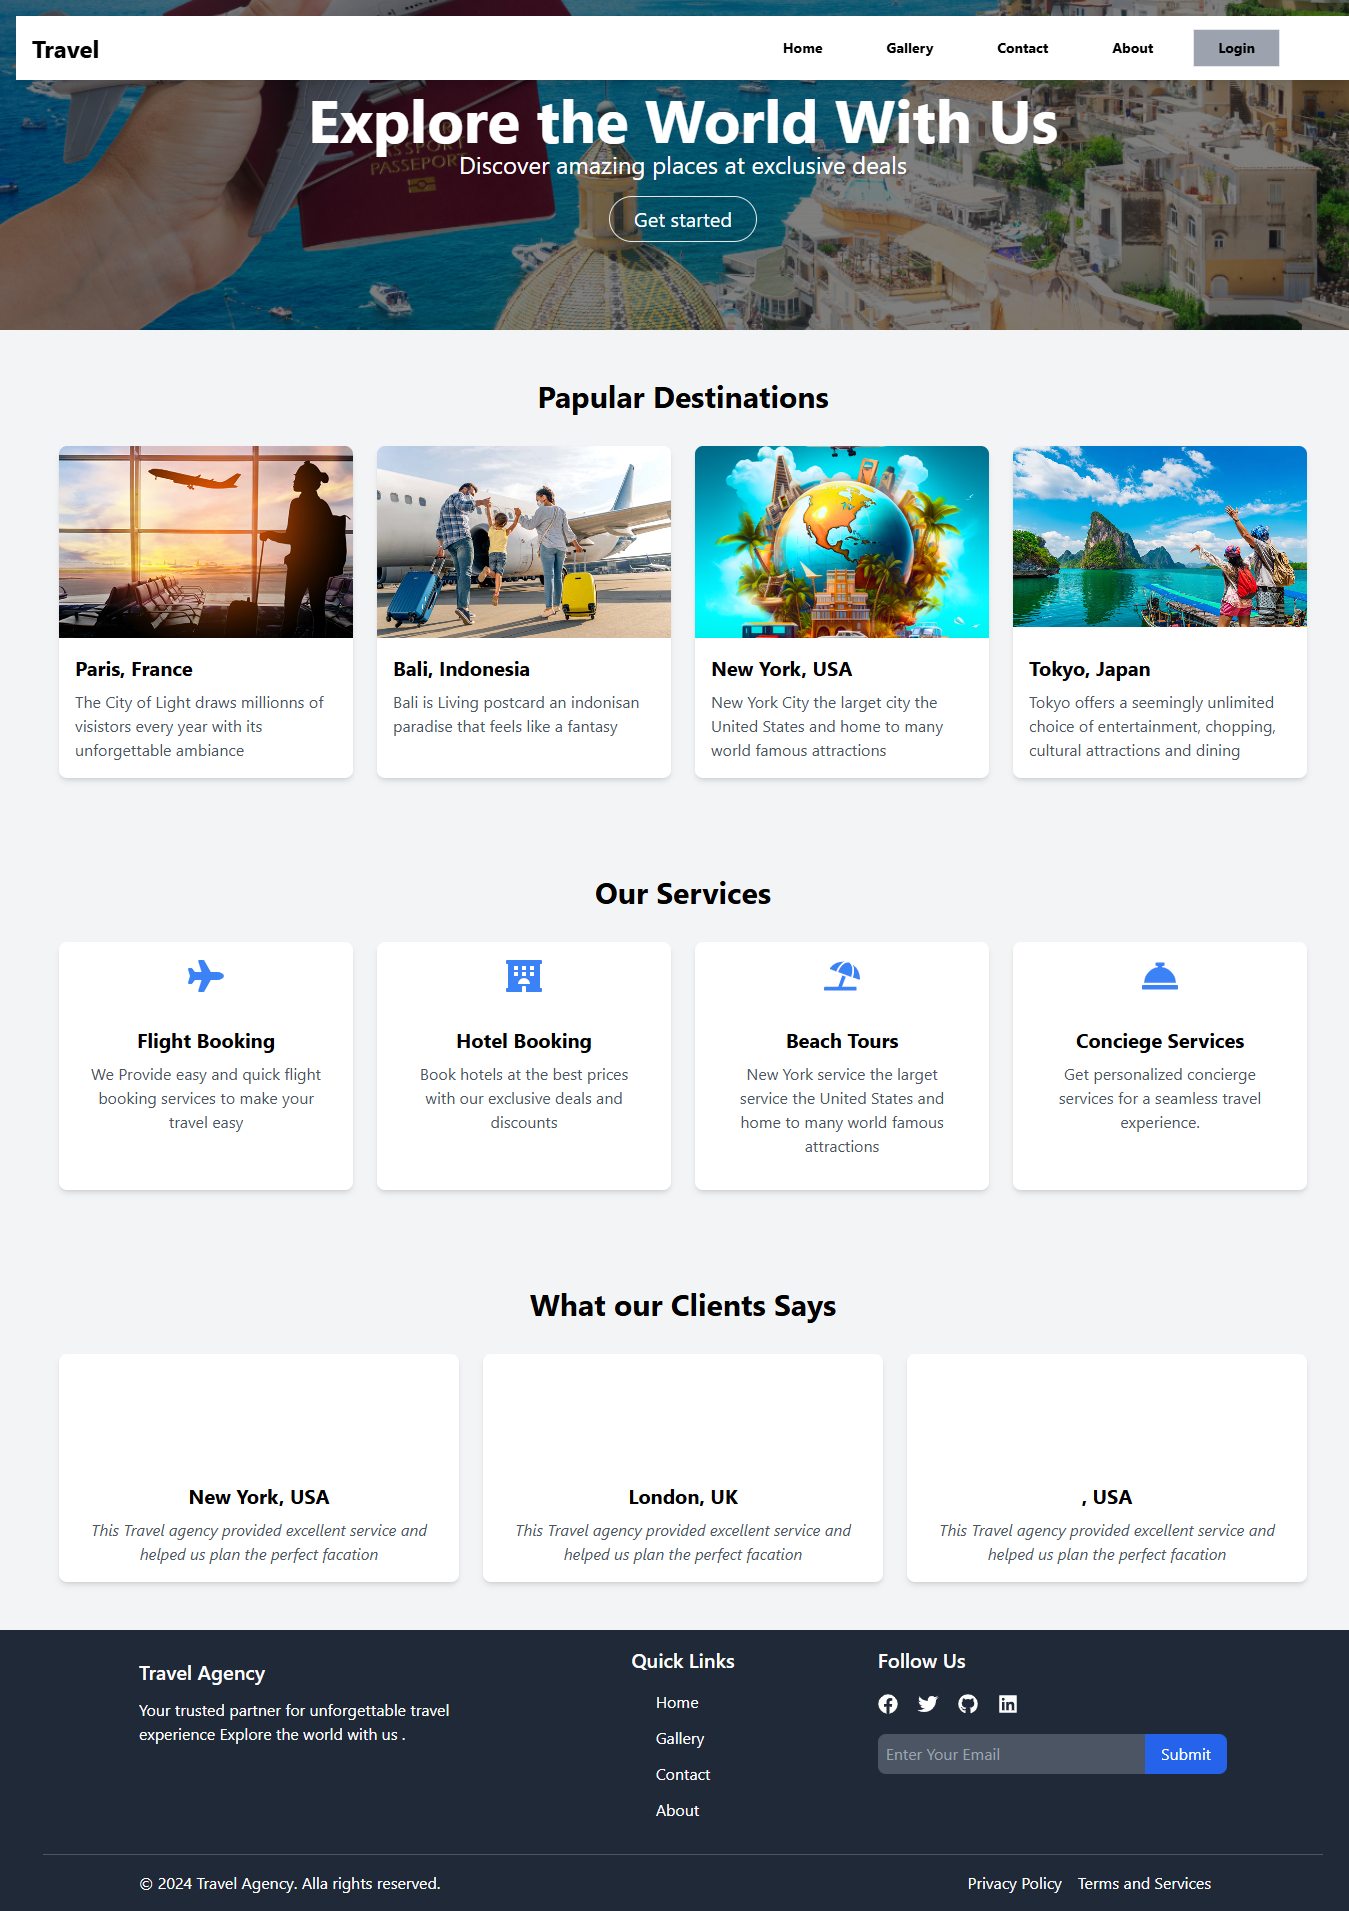 Travel
Home
Gallery
Contact
About
Login
Explore the World With Us
PASSPORT
PASSEPORT
Discover amazing places at exclusive deals
Get started
Papular Destinations
Paris, France
The City of Light draws millionns of
visistors every year with its
unforgettable ambiance
Bali, Indonesia
Bali is Living postcard an indonisan
paradise that feels like a fantasy
New York, USA
New York City the larget city the
United States and home to many
world famous attractions
Tokyo, Japan
Tokyo offers a seemingly unlimited
choice of entertainment, chopping,
cultural attractions and dining
Our Services
Flight Booking
We Provide easy and quick flight
booking services to make your
travel easy
Hotel Booking
Book hotels at the best prices
with our exclusive deals and
discounts
Beach Tours
New York service the larget
service the United States and
home to many world famous
attractions
Conciege Services
Get personalized concierge
services for a seamless travel
experience.
What our Clients Says
New York, USA
This Travel agency provided excellent service and
helped us plan the perfect facation
London, UK
This Travel agency provided excellent service and
helped us plan the perfect facation
, USA
This Travel agency provided excellent service and
helped us plan the perfect facation
Travel Agency
Your trusted partner for unforgettable travel
experience Explore the world with us .
Quick Links
Home
Gallery
Contact
About
Follow Us
Enter Your Email
Submit
© 2024 Travel Agency. Alla rights reserved.
Privacy Policy
Terms and Services